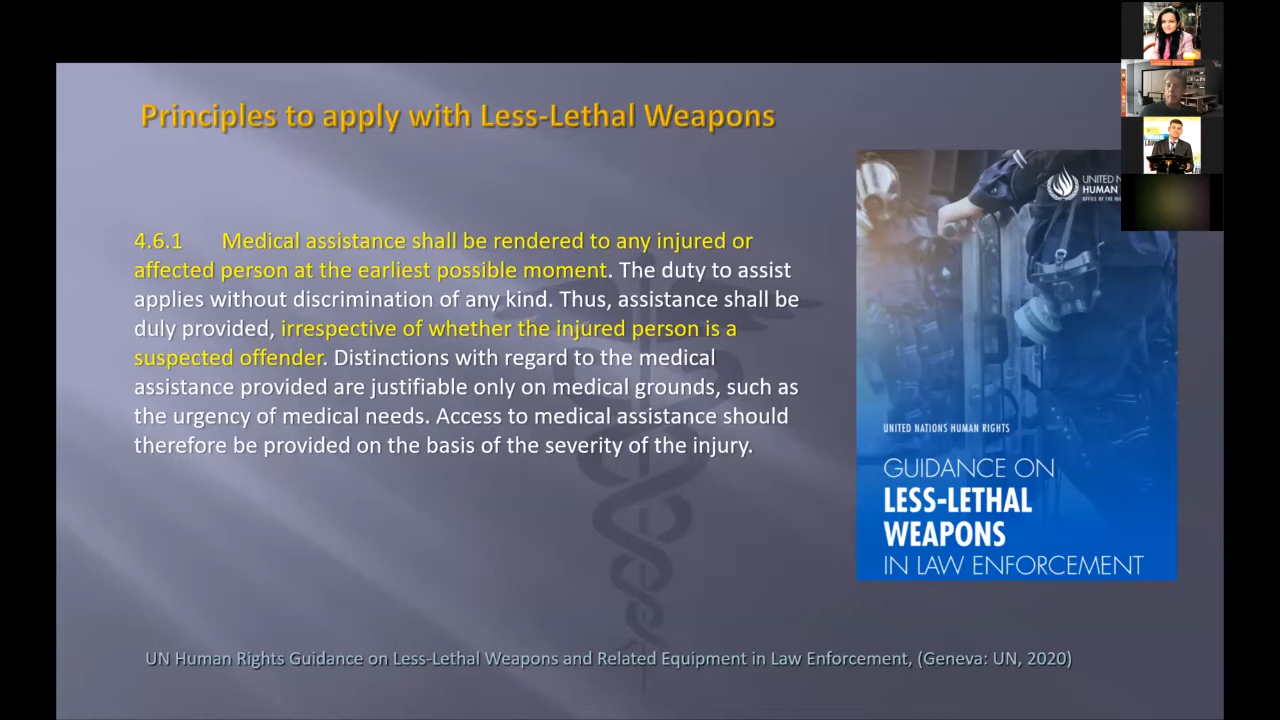 Principles to apply with Less-Lethal Weapons
4.6.1 Medical assistance shall be rendered to any injured or
affected person at the earliest possible moment. The duty to assist
applies without discrimination of any kind. Thus, assistance shall be
duly provided, irrespective of whether the injured person is a
suspected offender. Distinctions with regard to the medical
assistance provided are justifiable only on medical grounds, such as
the urgency of medical needs. Access to medical assistance should
therefore be provided on the basis of the severity of the injury.
UNITED
HUMAN
OFFICE OF THE
UNITED NATIONS HUMAN RIGHTS
GUIDANCE ON
LESS-LETHAL
WEAPONS
IN LAW ENFORCEMENT
UN Human Rights Guidance on Less-Lethal Weapons and Related Equipment in Law Enforcement, (Geneva: UN, 2020)